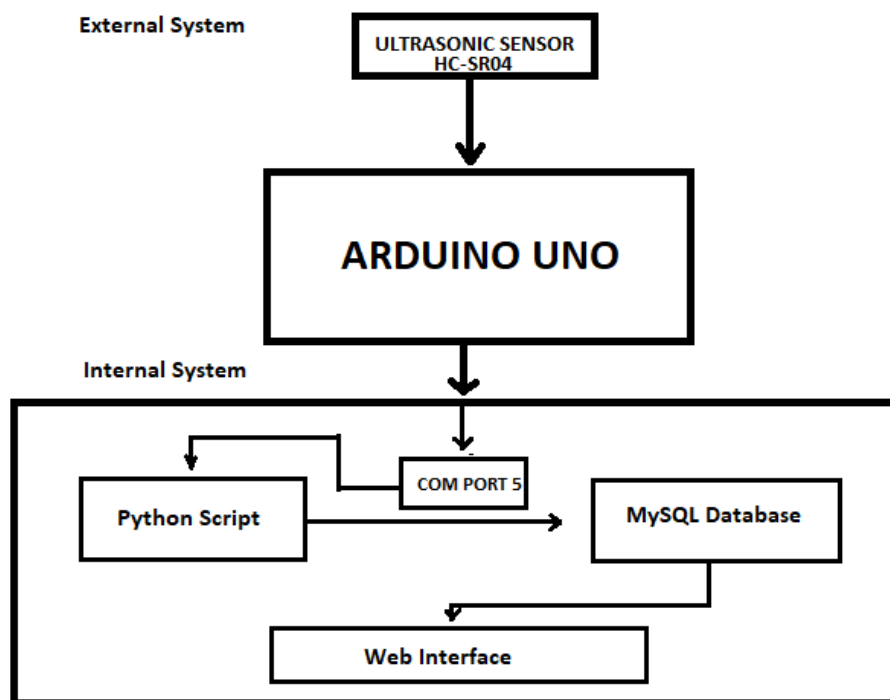 External System
ULTRASONIC SENSOR
HC-SR04
ARDUINO UNO
Internal System
COM PORT 5
Python Script
MySQL Database
Web Interface